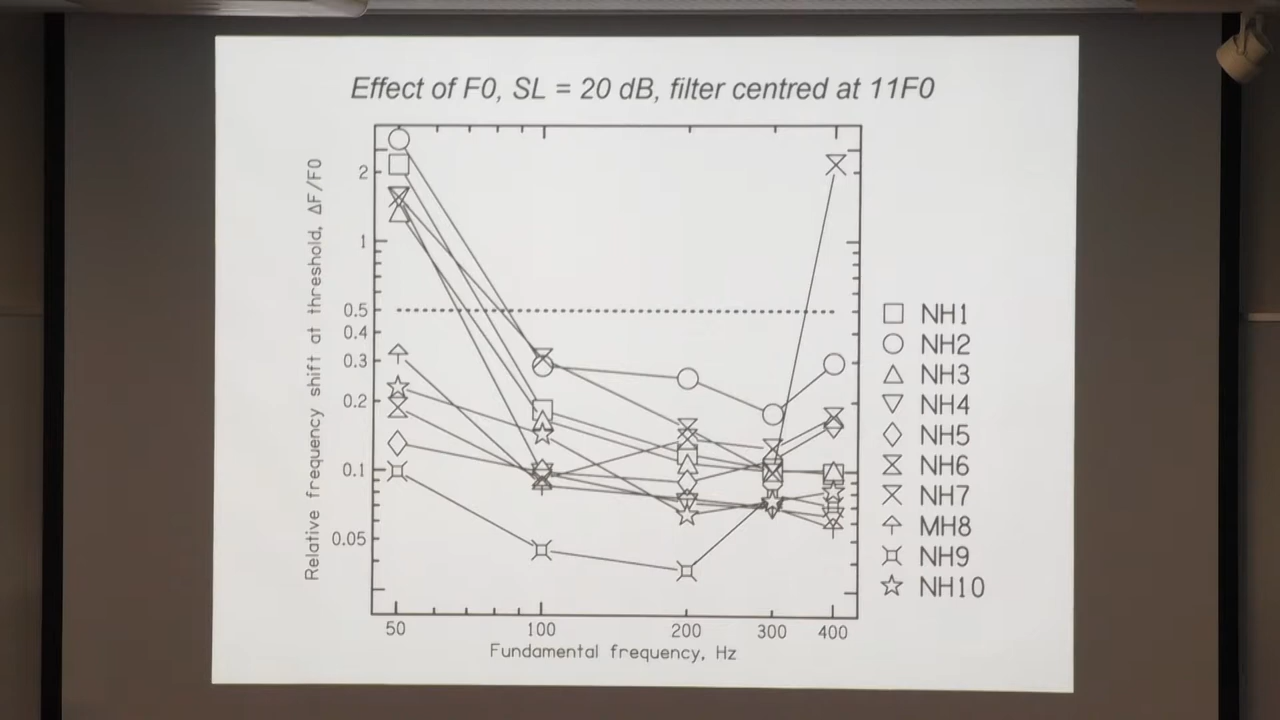 Effect of F0, SL = 20 dB, filter centred at 11F0
Relative frequency shift at threshold, ΔF/F0
2
1
0.5
0.4
0.3
0.2
0.1
0.05
50 100 200 300 400
Fundamental frequency, Hz
NH1
NH2
NH3
NH4
NH5
NH6
NH7
MH8
NH9
NH10